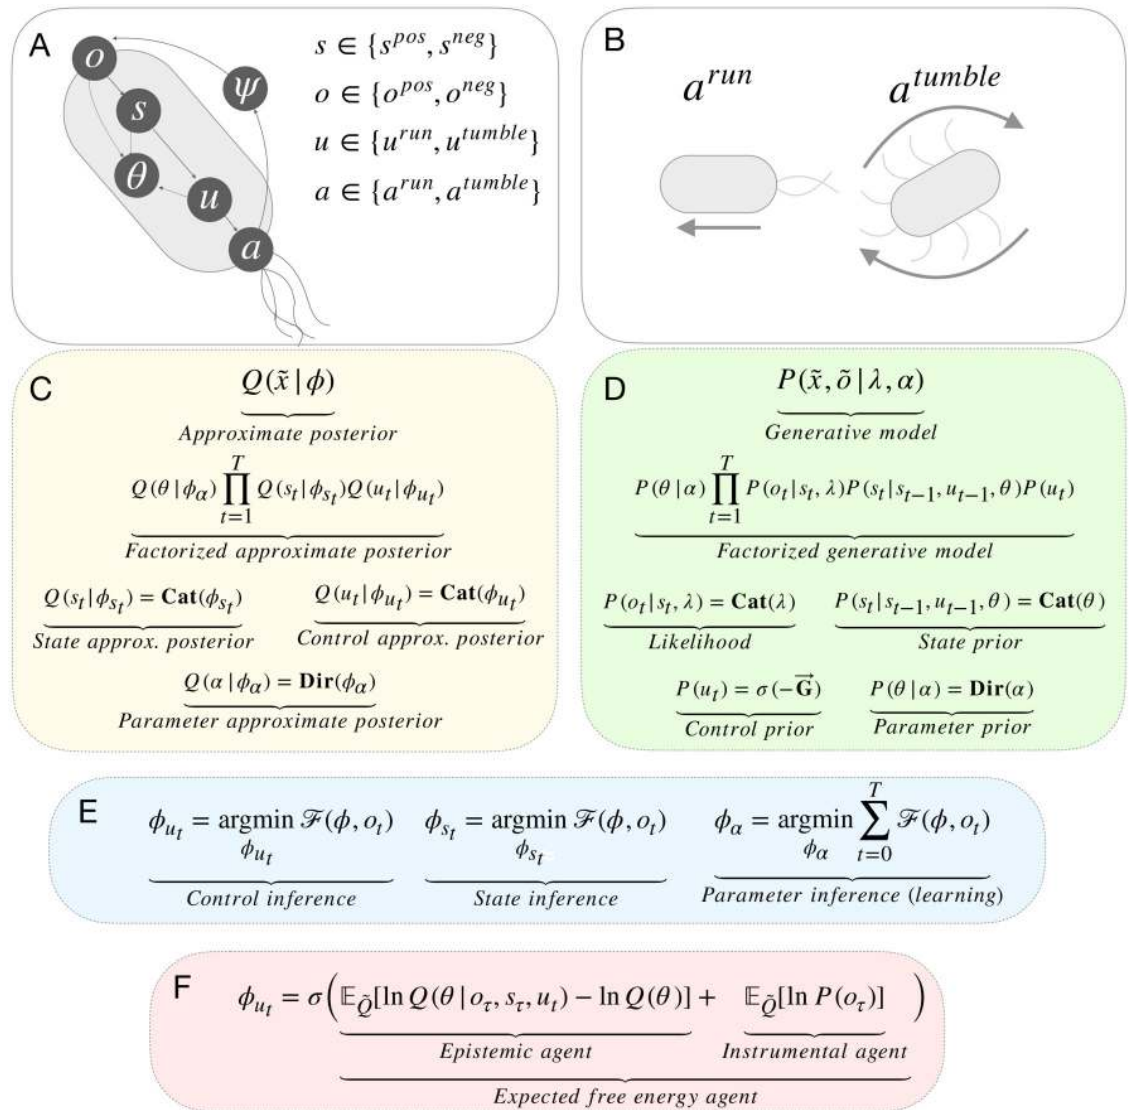 A
o
s
θ
u
a
ψ
s ∈ {s^{pos}, s^{neg}}
o ∈ {o^{pos}, o^{neg}}
u ∈ {u^{run}, u^{tumble}}
a ∈ {a^{run}, a^{tumble}}
B
a^{run}
a^{tumble}
C
Q(x̃ | ϕ)
Approximate posterior
Q(θ | ϕ_α) ∏_{t=1}^{T} Q(s_t | ϕ_{s_t})Q(u_t | ϕ_{u_t})
Factorized approximate posterior
Q(s_t | ϕ_{s_t}) = Cat(ϕ_{s_t})
State approx. posterior
Q(u_t | ϕ_{u_t}) = Cat(ϕ_{u_t})
Control approx. posterior
Q(α | ϕ_α) = Dir(ϕ_α)
Parameter approximate posterior
D
P(x̃, õ | λ, α)
Generative model
P(θ | α) ∏_{t=1}^{T} P(o_t | s_t, λ)P(s_t | s_{t−1}, u_{t−1}, θ)P(u_t)
Factorized generative model
P(o_t | s_t, λ) = Cat(λ)
Likelihood
P(s_t | s_{t−1}, u_{t−1}, θ) = Cat(θ)
State prior
P(u_t) = σ(−G⃗)
Control prior
P(θ | α) = Dir(α)
Parameter prior
E
ϕ_{u_t} = argmin_{ϕ_{u_t}} ℱ(ϕ, o_t)
Control inference
ϕ_{s_t} = argmin_{ϕ_{s_t}} ℱ(ϕ, o_t)
State inference
ϕ_α = argmin_{ϕ_α} ∑_{t=0}^{T} ℱ(ϕ, o_t)
Parameter inference (learning)
F
ϕ_{u_t} = σ(𝔼_{Q̃}[ln Q(θ | o_τ, s_τ, u_t) − ln Q(θ)] + 𝔼_{Q̃}[ln P(o_τ)])
Epistemic agent
Instrumental agent
Expected free energy agent